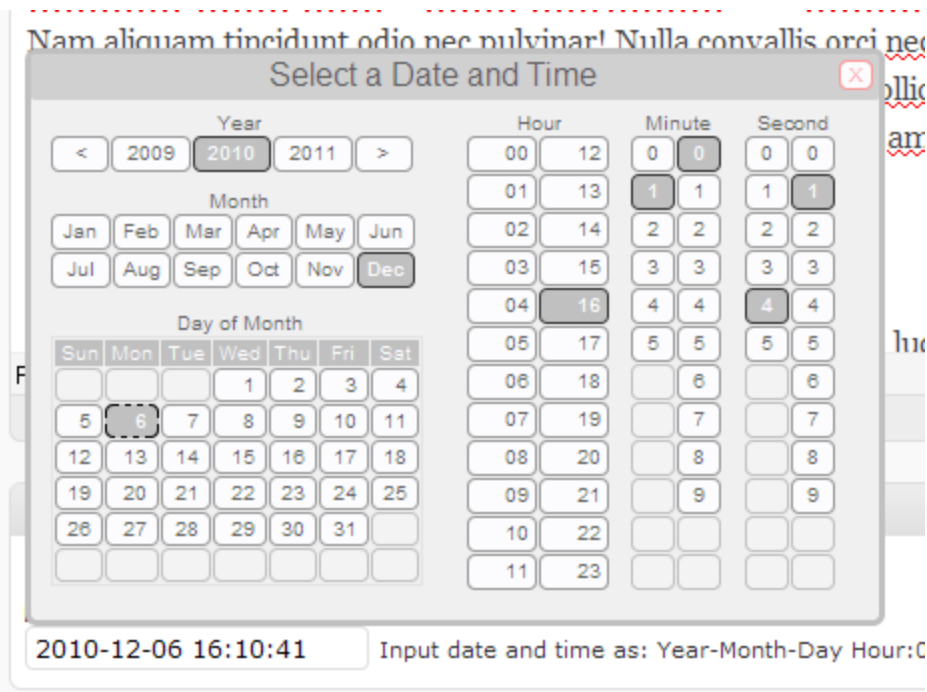 Nam aliquam tincidunt odio nec pulvinar! Nulla convallis orci nec
Select a Date and Time X
am
Year
< 2009 2010 2011 >
Month
Jan Feb Mar Apr May Jun
Jul Aug Sep Oct Nov Dec
Day of Month
Sun Mon Tue Wed Thu Fri Sat
1 2 3 4
5 6 7 8 9 10 11
12 13 14 15 16 17 18
19 20 21 22 23 24 25
26 27 28 29 30 31
Hour Minute Second
00 12 0 0 0 0
01 13 1 1 1 1
02 14 2 2 2 2
03 15 3 3 3 3
04 16 4 4 4 4
05 17 5 5 5 5
06 18 6 6
07 19 7 7
08 20 8 8
09 21 9 9
10 22
11 23
2010-12-06 16:10:41 Input date and time as: Year-Month-Day Hour: